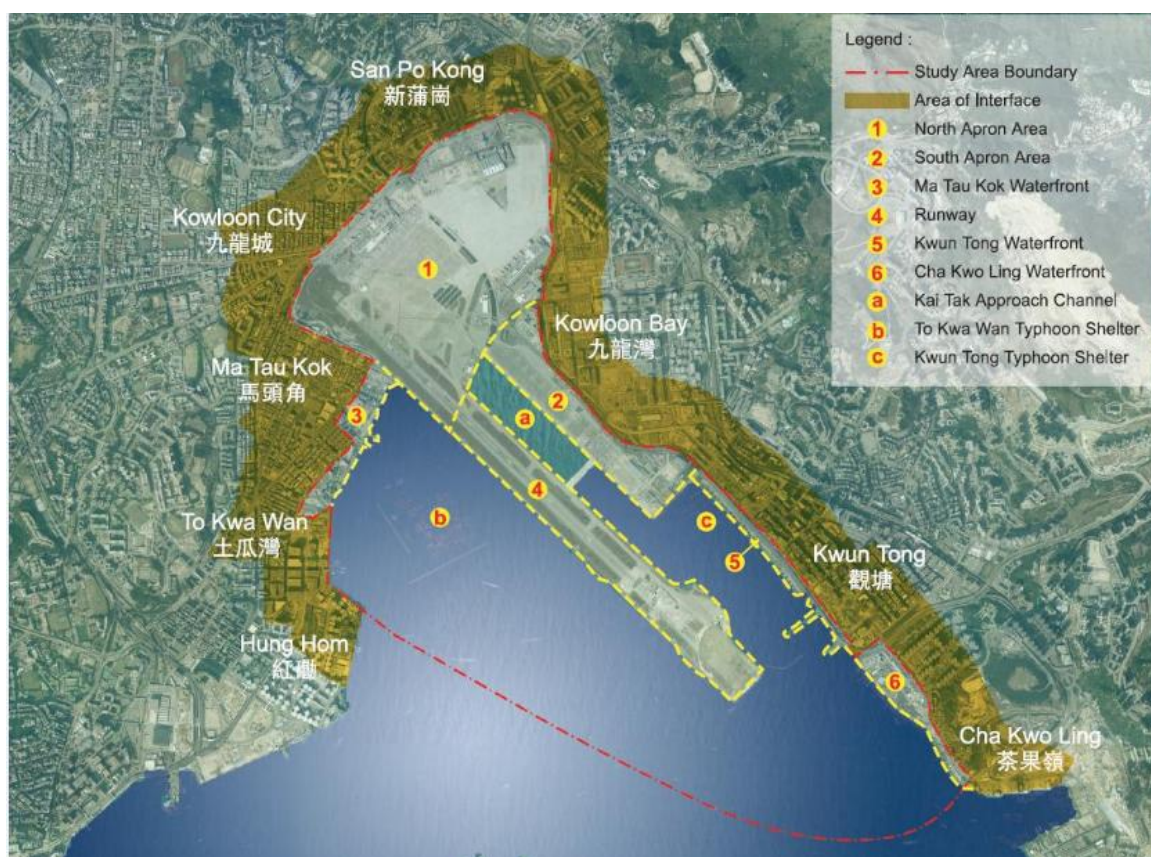 Legend :
Study Area Boundary
Area of Interface
1 North Apron Area
2 South Apron Area
3 Ma Tau Kok Waterfront
4 Runway
5 Kwun Tong Waterfront
6 Cha Kwo Ling Waterfront
a Kai Tak Approach Channel
b To Kwa Wan Typhoon Shelter
c Kwun Tong Typhoon Shelter
San Po Kong
新蒲崗
Kowloon City
九龍城
1
Kowloon Bay
九龍灣
Ma Tau Kok
馬頭角
3
2
a
4
b
c
To Kwa Wan
土瓜灣
5
Kwun Tong
觀塘
Hung Hom
紅磡
6
Cha Kwo Ling
茶果嶺